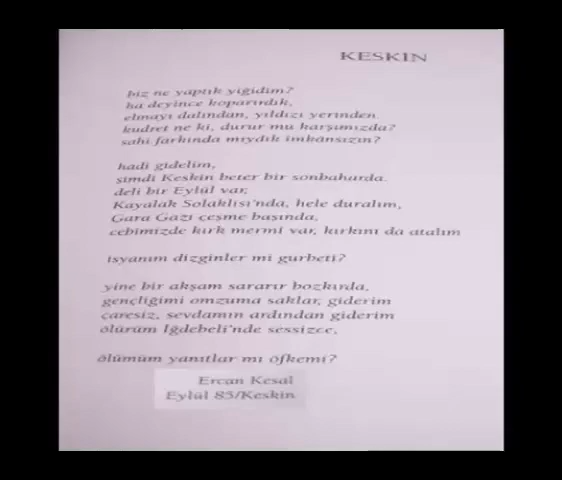 KESKİN
biz ne yaptık yiğidim?
ha deyince koparırdık,
elmayı dalından, yıldızı yerinden.
kudret ne ki, durur mu karşımızda?
sahi farkında mıydık imkânsızın?
hadi gidelim,
şimdi Keskin beter bir sonbaharda.
deli bir Eylül var,
Kayalak Solaklısı'nda, hele duralım,
Gara Gazi çeşme başında,
cebimizde kırk mermi var, kırkını da atalım
isyanım dizginler mi gurbeti?
yine bir akşam sararır bozkırda,
gençliğimi omzuma saklar, giderim
çaresiz, sevdamın ardından giderim
ölürüm İğdebeli'nde sessizce,
ölümüm yanıtlar mı öfkemi?
Ercan Kesal
Eylül 85/Keskin